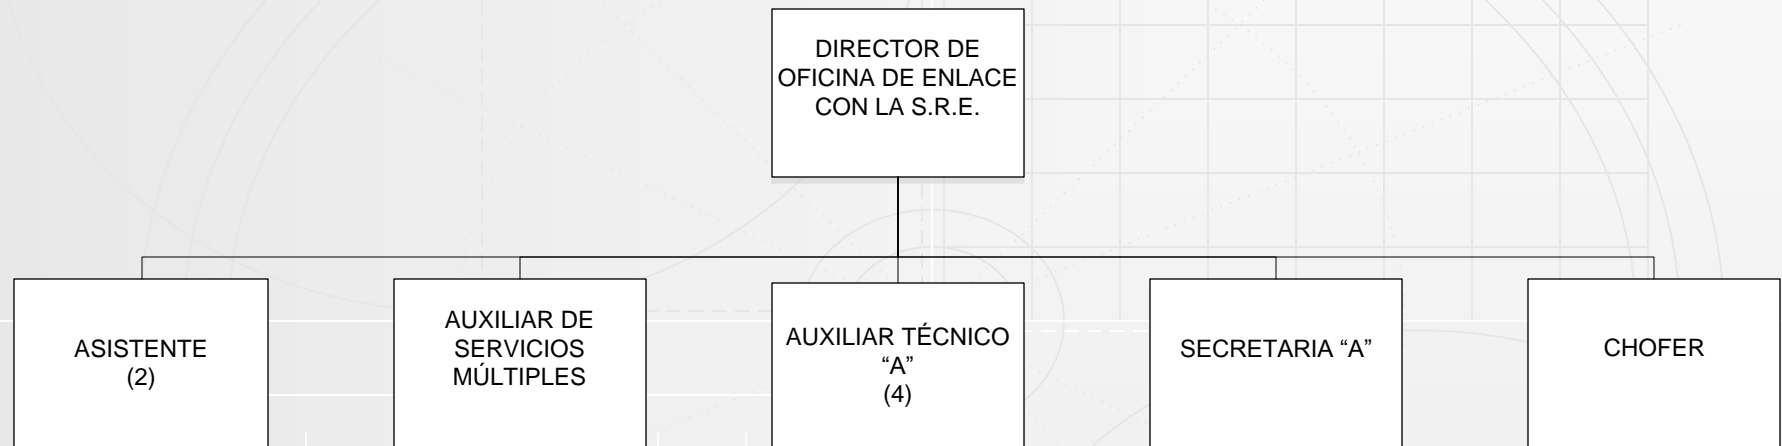 DIRECTOR DE
OFICINA DE ENLACE
CON LA S.R.E.
ASISTENTE
(2)
AUXILIAR DE
SERVICIOS
MÚLTIPLES
AUXILIAR TÉCNICO
“A”
(4)
SECRETARIA “A”
CHOFER